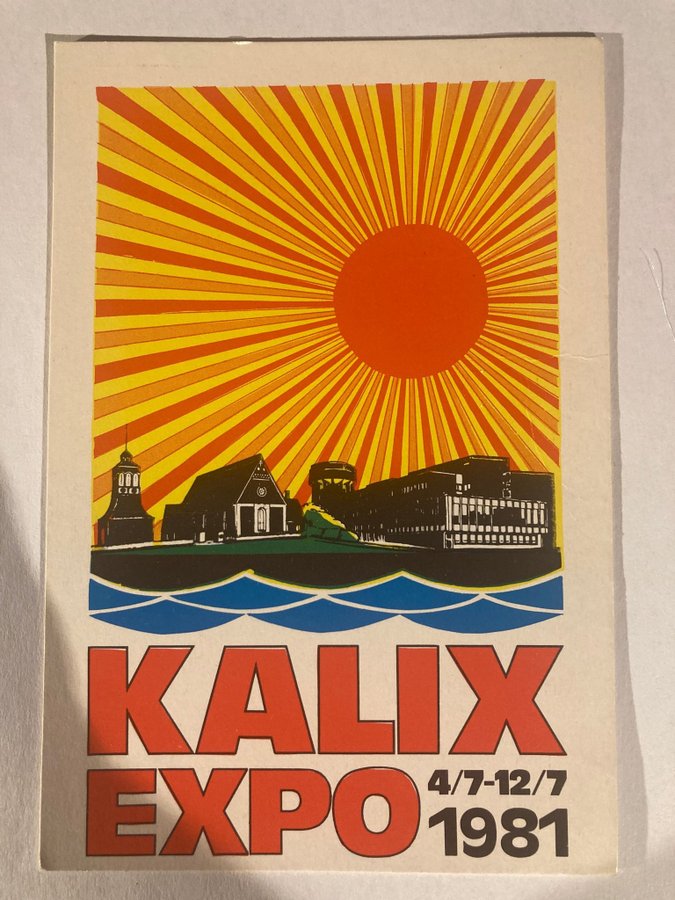 KALIX
EXPO
4/7-12/7
1981